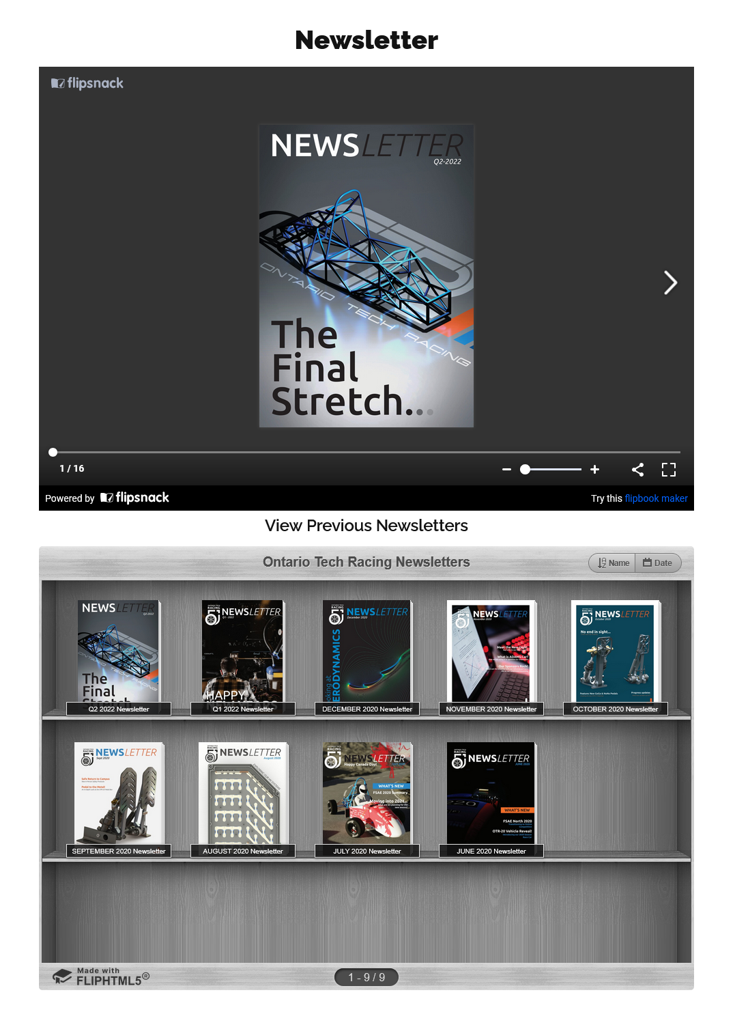 Newsletter
flipsnack
NEWSLETTER
Q2-2022
ONTARIO TECH RACING
The
Final
Stretch...
1 / 16
Powered by flipsnack
Try this flipbook maker
View Previous Newsletters
Ontario Tech Racing Newsletters
Name
Date
NEWSLETTER
The
Final
Q2 2022 Newsletter
NEWSLETTER
HAPPY
Q1 2022 Newsletter
NEWSLETTER
DECEMBER 2020 Newsletter
NEWSLETTER
NOVEMBER 2020 Newsletter
NEWSLETTER
No end in sight...
OCTOBER 2020 Newsletter
NEWSLETTER
SEPTEMBER 2020 Newsletter
NEWSLETTER
AUGUST 2020 Newsletter
NEWSLETTER
WHAT'S NEW
JULY 2020 Newsletter
NEWSLETTER
WHAT'S NEW
FSAE North 2020
OTR-20 Vehicle Reveal!
JUNE 2020 Newsletter
Made with
FLIPHTML5®
1 - 9 / 9